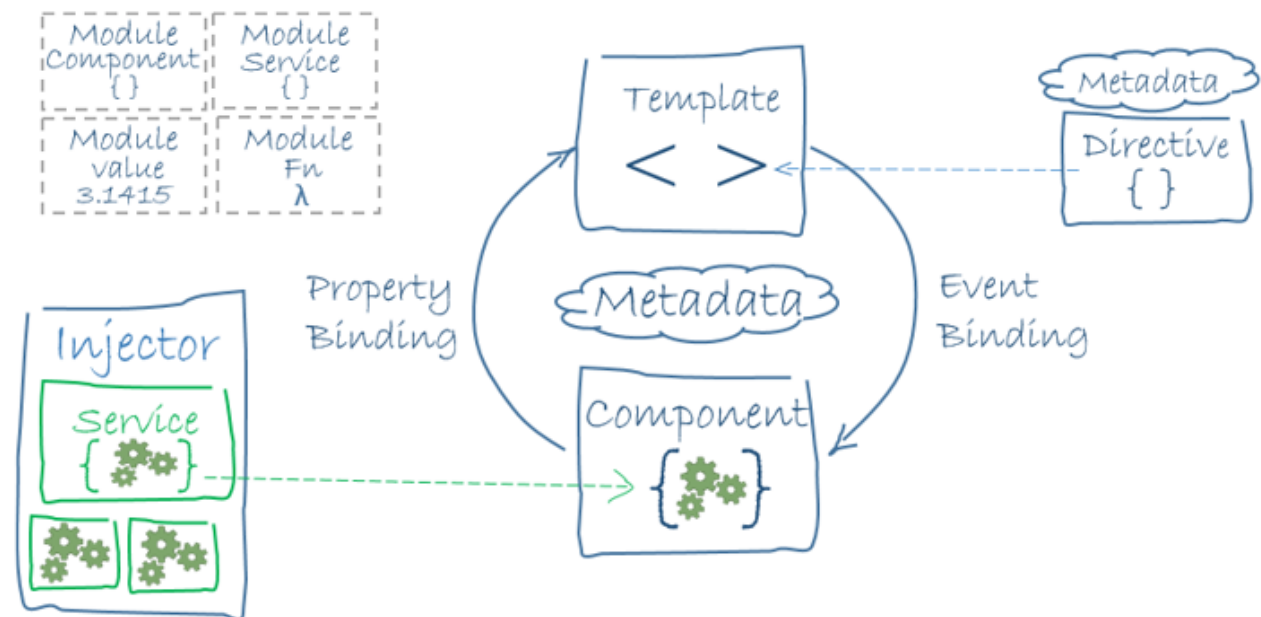 Module
Component
{ }
Module
Service
{ }
Module
value
3.1415
Module
Fn
λ
Template
< >
Metadata
Directive
{ }
Property
Binding
Metadata
Event
Binding
Injector
Service
{ }
Component
{ }